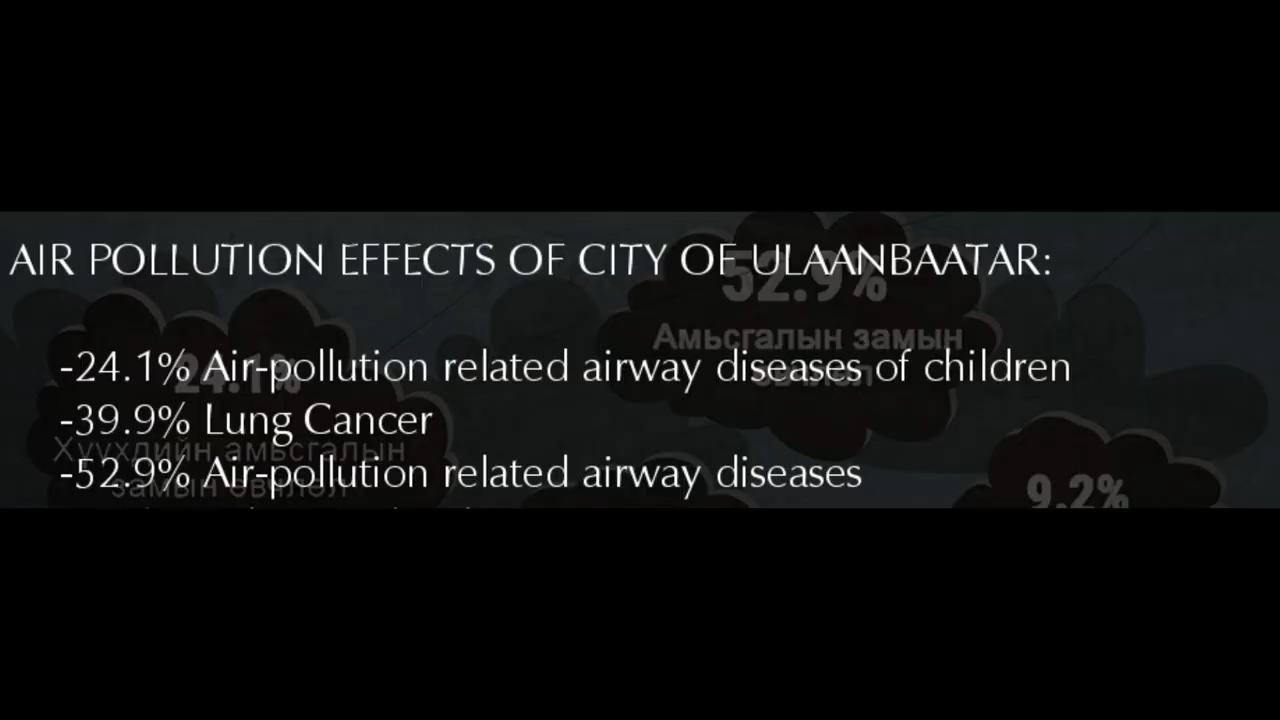 AIR POLLUTION EFFECTS OF CITY OF ULAANBAATAR:
52.9%
Амьсгалын замын
24.1%
-24.1% Air-pollution related airway diseases of children
-39.9% Lung Cancer
Хүүхдийн амьсгалын
замын өвчлөл
-52.9% Air-pollution related airway diseases
9.2%